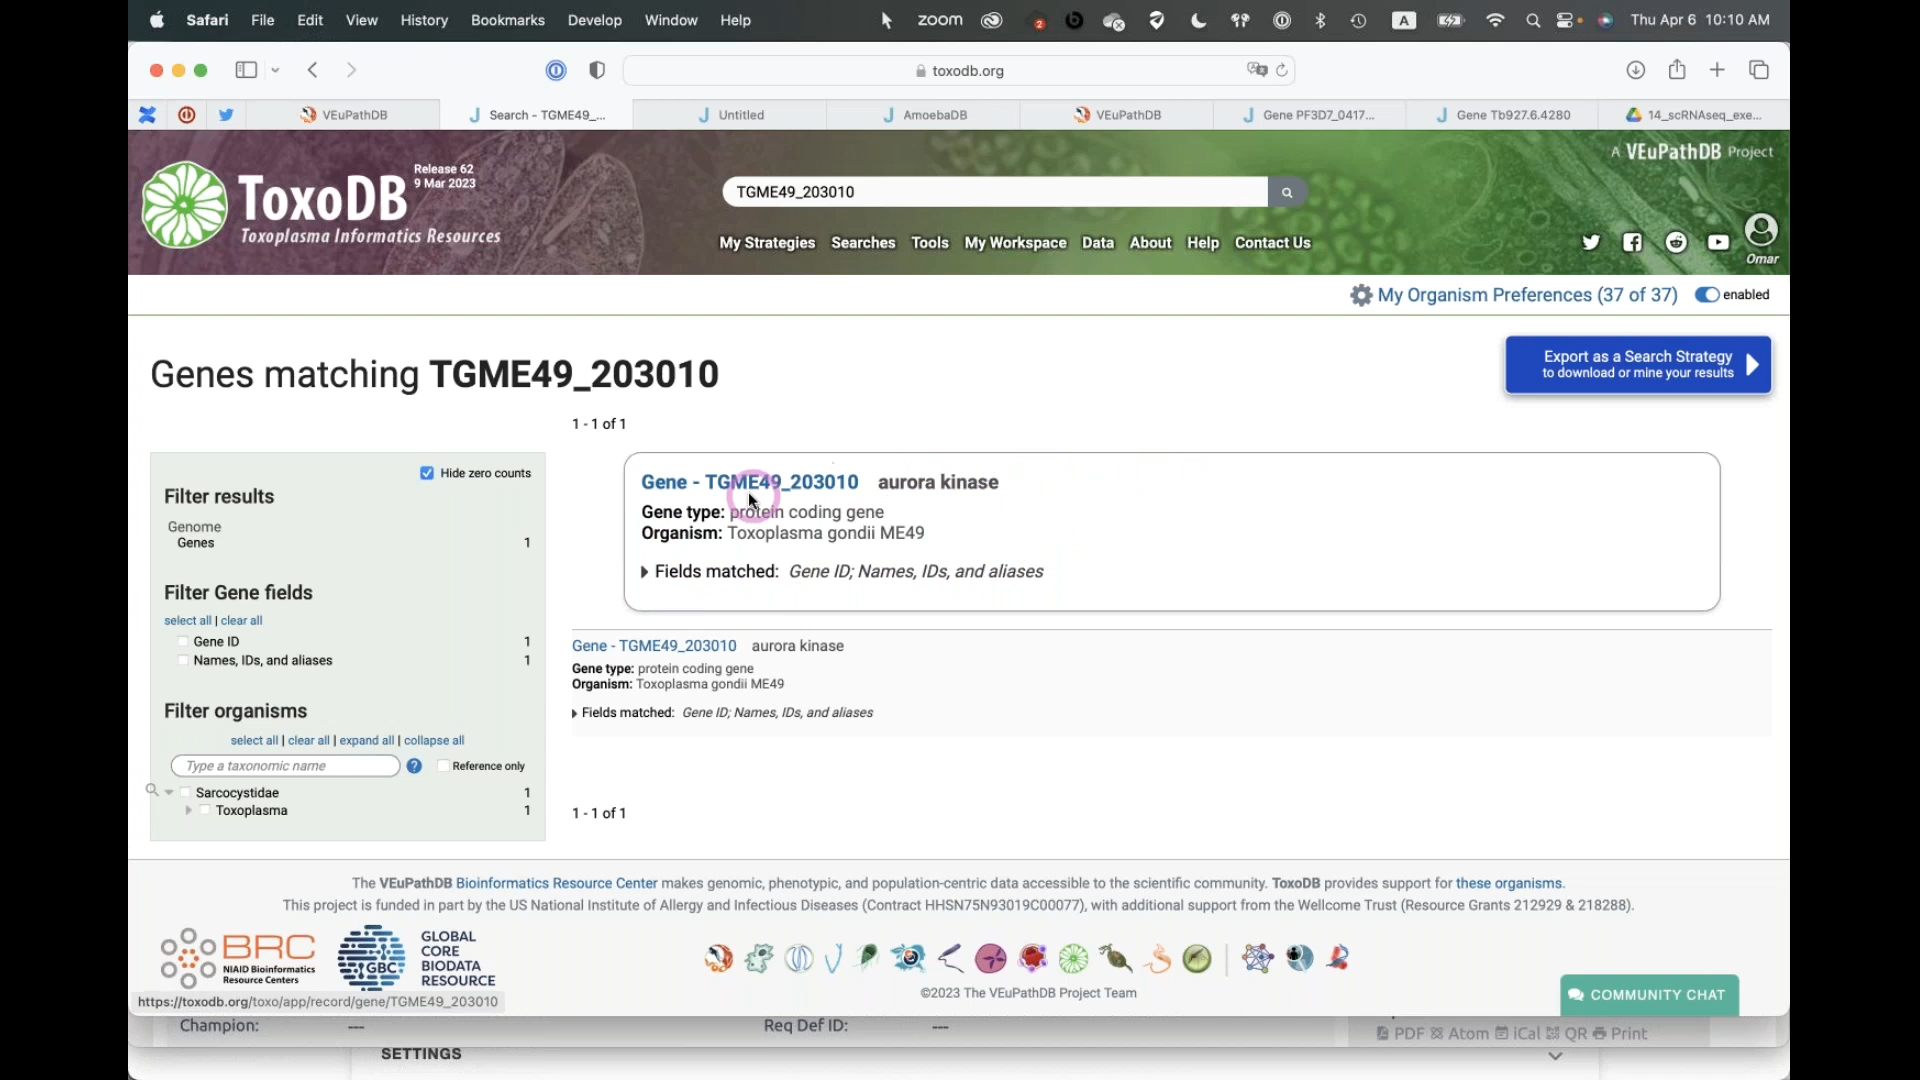 Safari File Edit View History Bookmarks Develop Window Help zoom 2 A Thu Apr 6 10:10 AM
toxodb.org
VEuPathDB Search - TGME49_... Untitled AmoebaDB VEuPathDB Gene PF3D7_0417... Gene Tb927.6.4280 14_scRNAseq_exe...
ToxoDB
Release 62
9 Mar 2023
Toxoplasma Informatics Resources
A VEuPathDB Project
TGME49_203010
My Strategies Searches Tools My Workspace Data About Help Contact Us
Omar
My Organism Preferences (37 of 37) enabled
Genes matching TGME49_203010
Export as a Search Strategy
to download or mine your results
1 - 1 of 1
Hide zero counts
Filter results
Genome
Genes 1
Filter Gene fields
select all | clear all
Gene ID 1
Names, IDs, and aliases 1
Filter organisms
select all | clear all | expand all | collapse all
Type a taxonomic name ? Reference only
Sarcocystidae 1
Toxoplasma 1
Gene - TGME49_203010 aurora kinase
Gene type: protein coding gene
Organism: Toxoplasma gondii ME49
Fields matched: Gene ID; Names, IDs, and aliases
Gene - TGME49_203010 aurora kinase
Gene type: protein coding gene
Organism: Toxoplasma gondii ME49
Fields matched: Gene ID; Names, IDs, and aliases
1 - 1 of 1
The VEuPathDB Bioinformatics Resource Center makes genomic, phenotypic, and population-centric data accessible to the scientific community. ToxoDB provides support for these organisms.
This project is funded in part by the US National Institute of Allergy and Infectious Diseases (Contract HHSN75N93019C00077), with additional support from the Wellcome Trust (Resource Grants 212929 & 218288).
BRC
NIAID Bioinformatics
Resource Centers
GBC
GLOBAL
CORE
BIODATA
RESOURCE
©2023 The VEuPathDB Project Team
COMMUNITY CHAT
https://toxodb.org/toxo/app/record/gene/TGME49_203010
Champion: --- Req Def ID: ---
PDF Atom iCal QR Print
SETTINGS